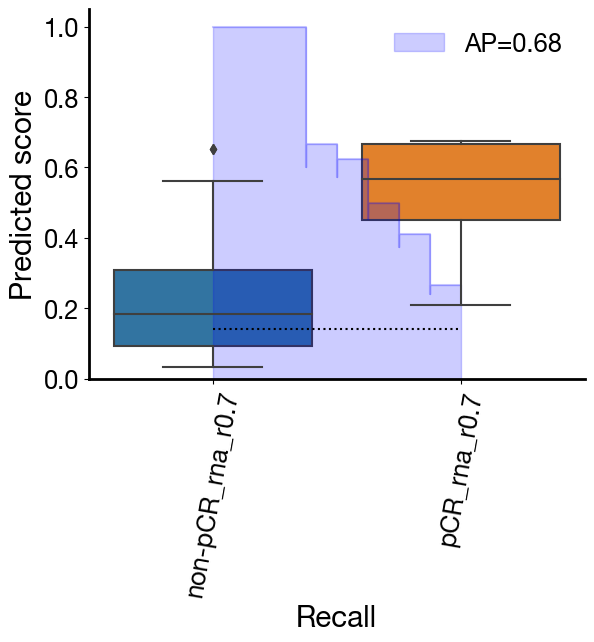 1.0
0.8
0.6
0.4
0.2
0.0
Predicted score
AP=0.68
non-pCR_rna_r0.7
pCR_rna_r0.7
Recall